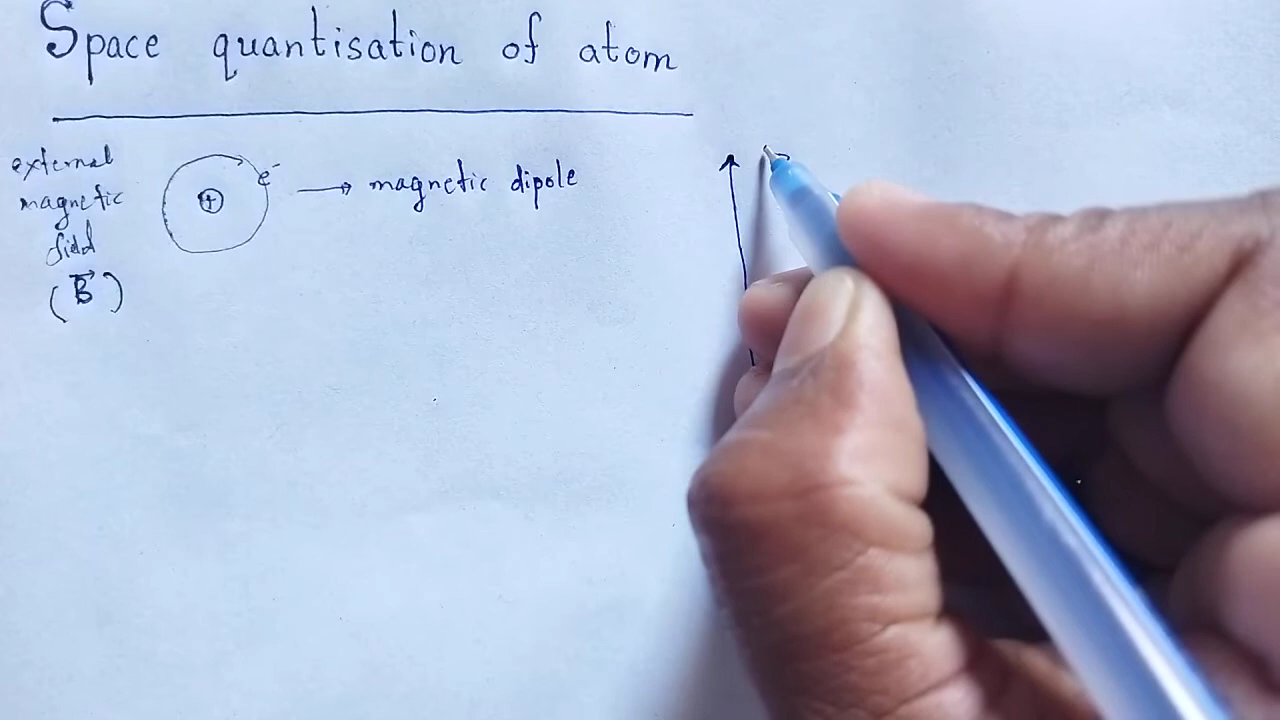 Space quantisation of atom
external
magnetic
field
(B⃗)
+
e⁻
→ magnetic dipole